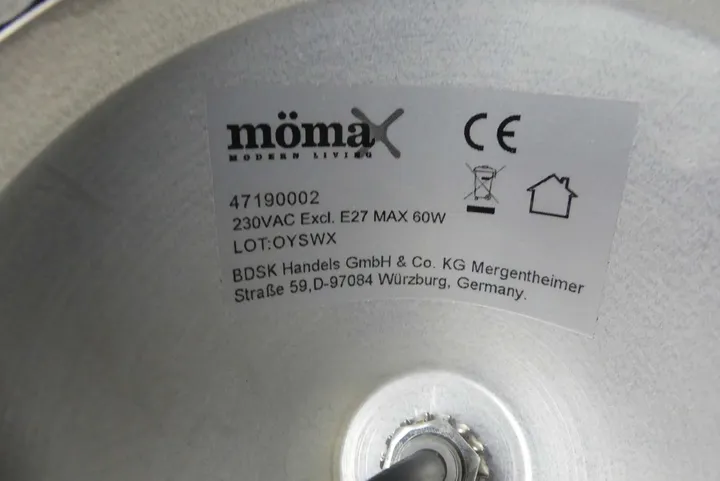 mömax
MODERN LIVING
CE
47190002
230VAC Excl. E27 MAX 60W
LOT:OYSWX
BDSK Handels GmbH & Co. KG Mergentheimer
Straße 59,D-97084 Würzburg, Germany.